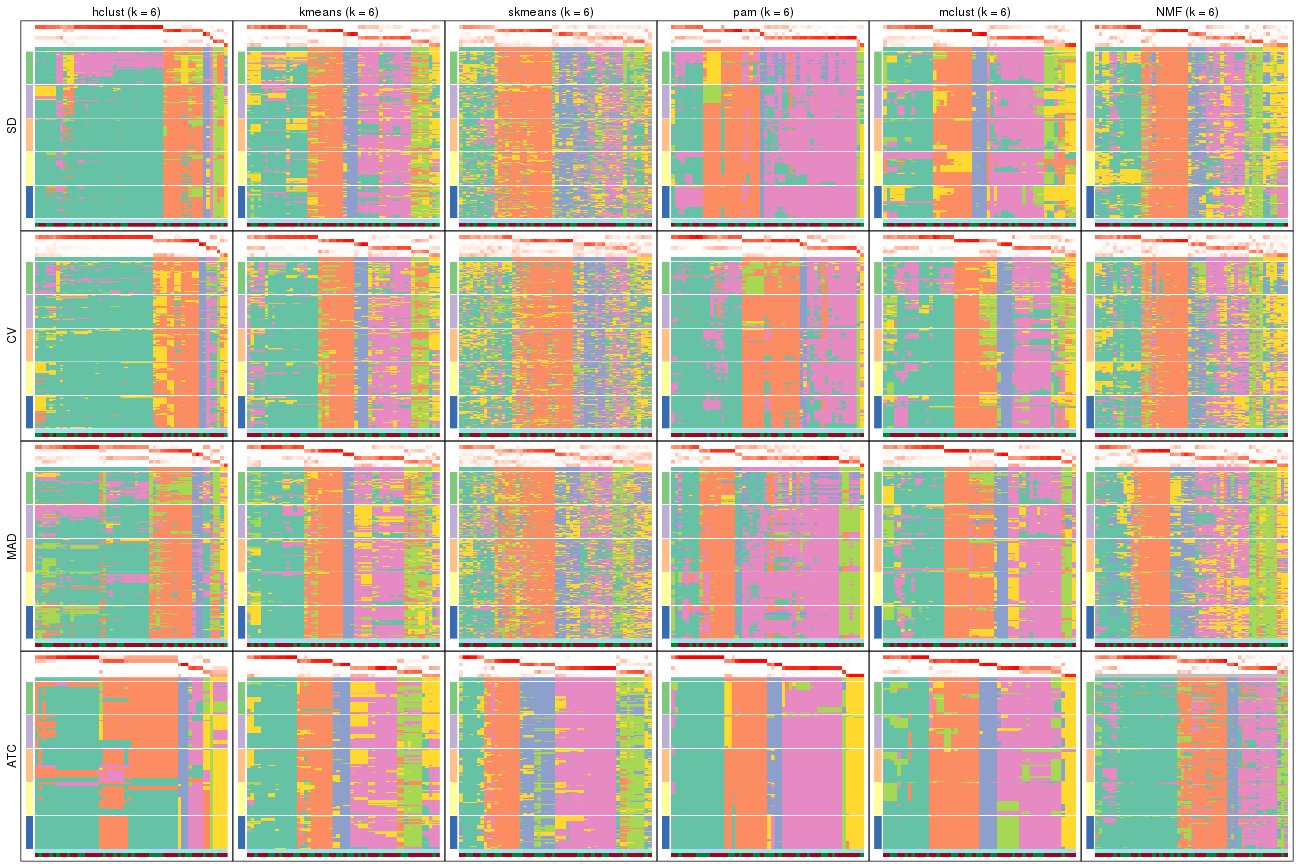 hclust (k = 6)
kmeans (k = 6)
skmeans (k = 6)
pam (k = 6)
mclust (k = 6)
NMF (k = 6)
SD
CV
MAD
ATC